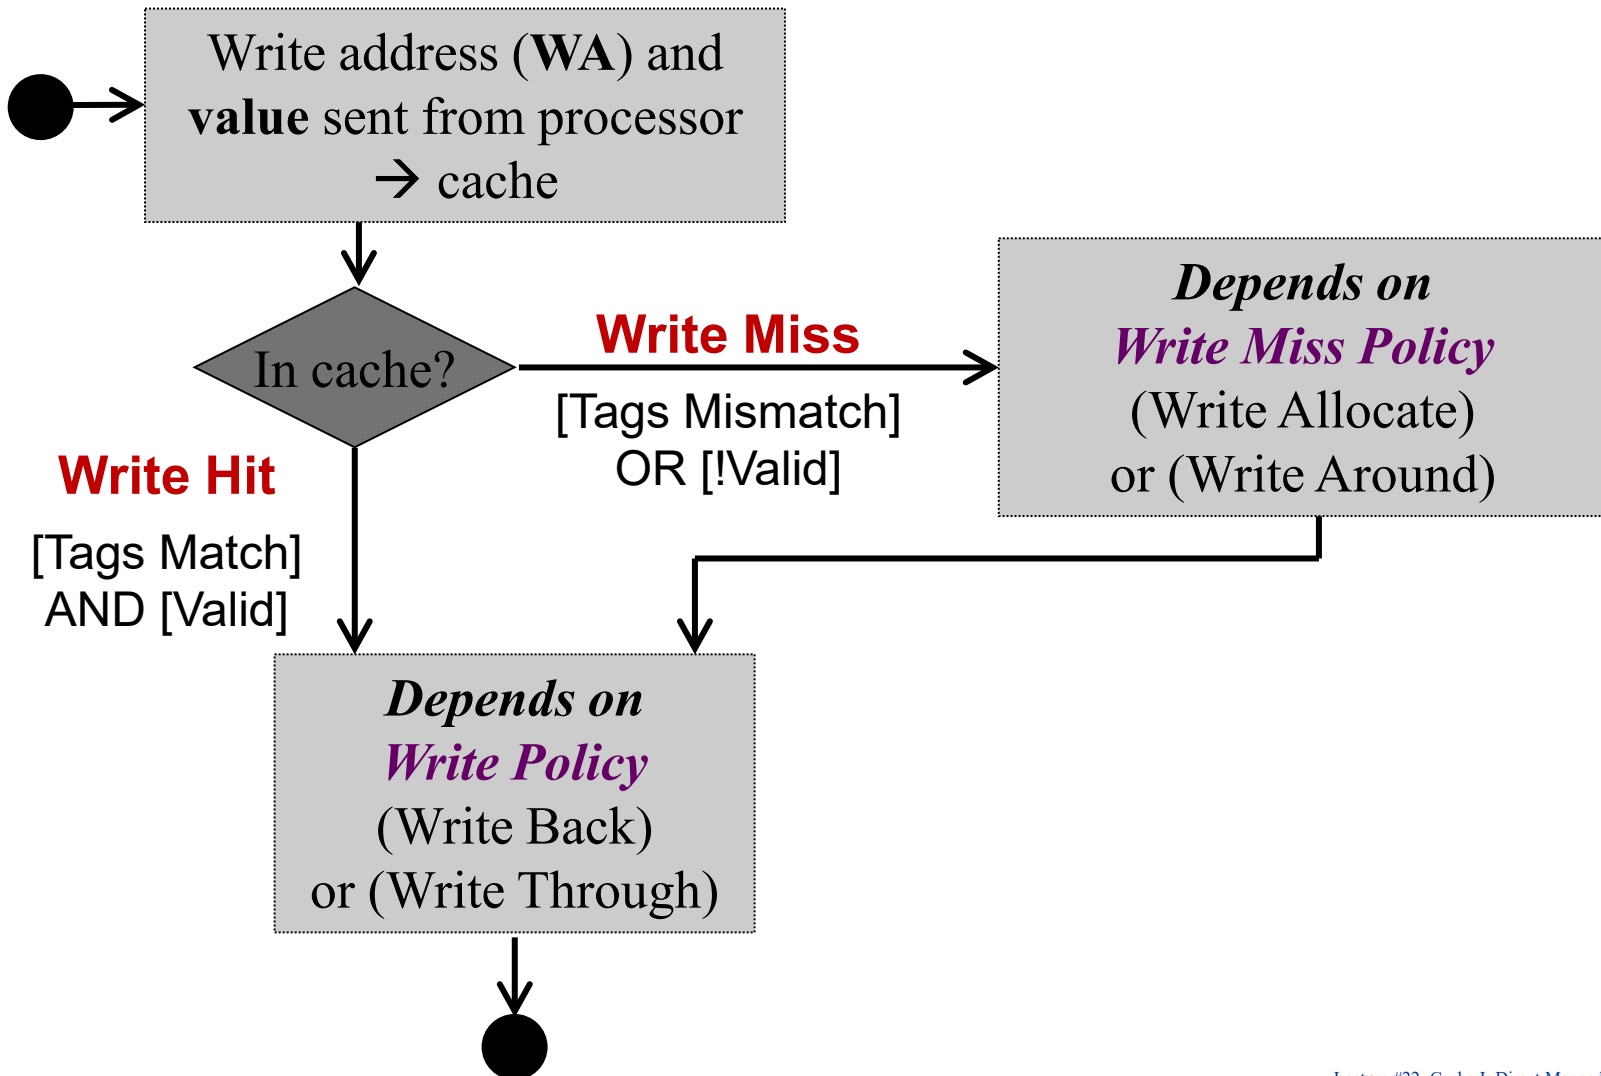 Write address (WA) and
value sent from processor
→ cache
In cache?
Write Miss
[Tags Mismatch]
OR [!Valid]
Depends on
Write Miss Policy
(Write Allocate)
or (Write Around)
Write Hit
[Tags Match]
AND [Valid]
Depends on
Write Policy
(Write Back)
or (Write Through)